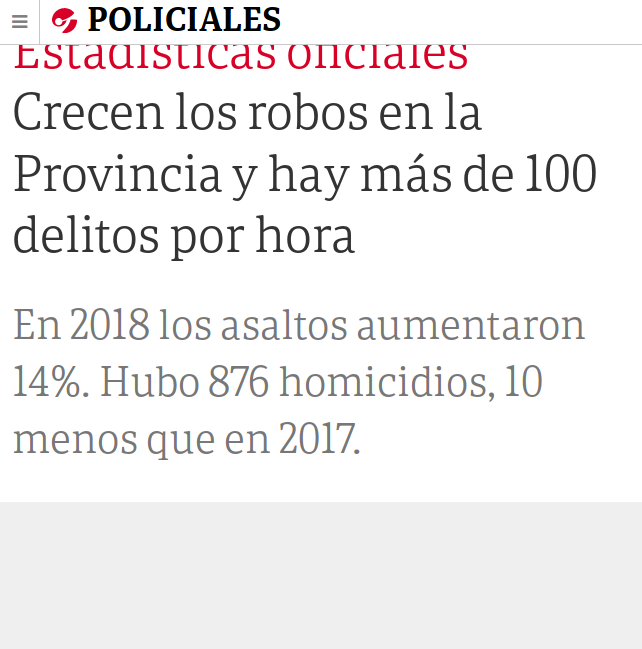 POLICIALES
Estadísticas oficiales
Crecen los robos en la
Provincia y hay más de 100
delitos por hora
En 2018 los asaltos aumentaron
14%. Hubo 876 homicidios, 10
menos que en 2017.